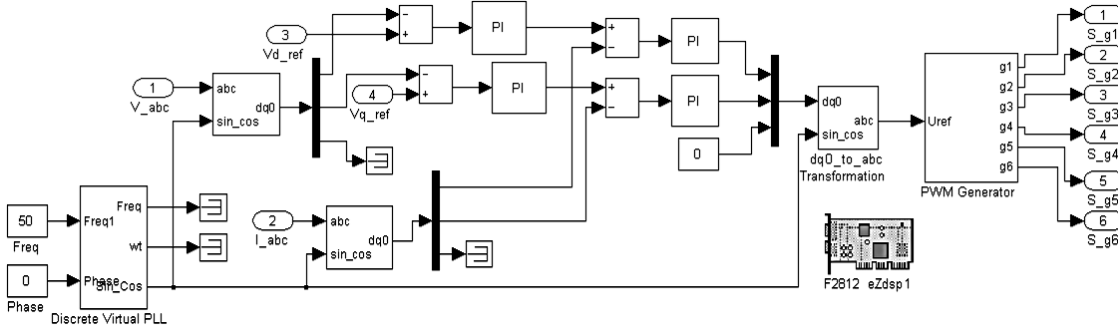 3
Vd_ref
PI
PI
4
Vq_ref
PI
PI
1
V_abc
abc
sin_cos
dq0
2
I_abc
abc
sin_cos
dq0
50
Freq
0
Phase
Freq1
Phase
Freq
wt
Sin_Cos
Discrete Virtual PLL
0
dq0
sin_cos
abc
dq0_to_abc
Transformation
Uref
g1
g2
g3
g4
g5
g6
PWM Generator
1
S_g1
2
S_g2
3
S_g3
4
S_g4
5
S_g5
6
S_g6
F2812 eZdsp1